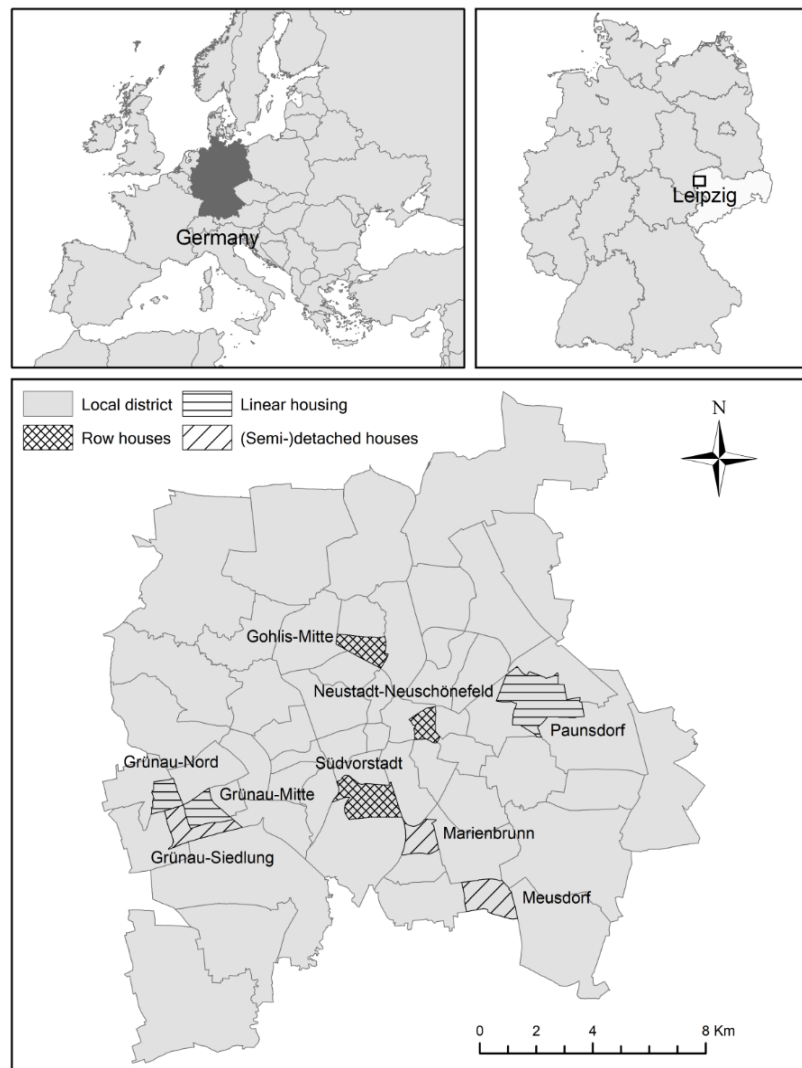 Germany
Leipzig
Local district
Linear housing
Row houses
(Semi-)detached houses
N
Gohlis-Mitte
Neustadt-Neuschönefeld
Paunsdorf
Grünau-Nord
Südvorstadt
Grünau-Mitte
Marienbrunn
Grünau-Siedlung
Meusdorf
0 2 4 8 Km